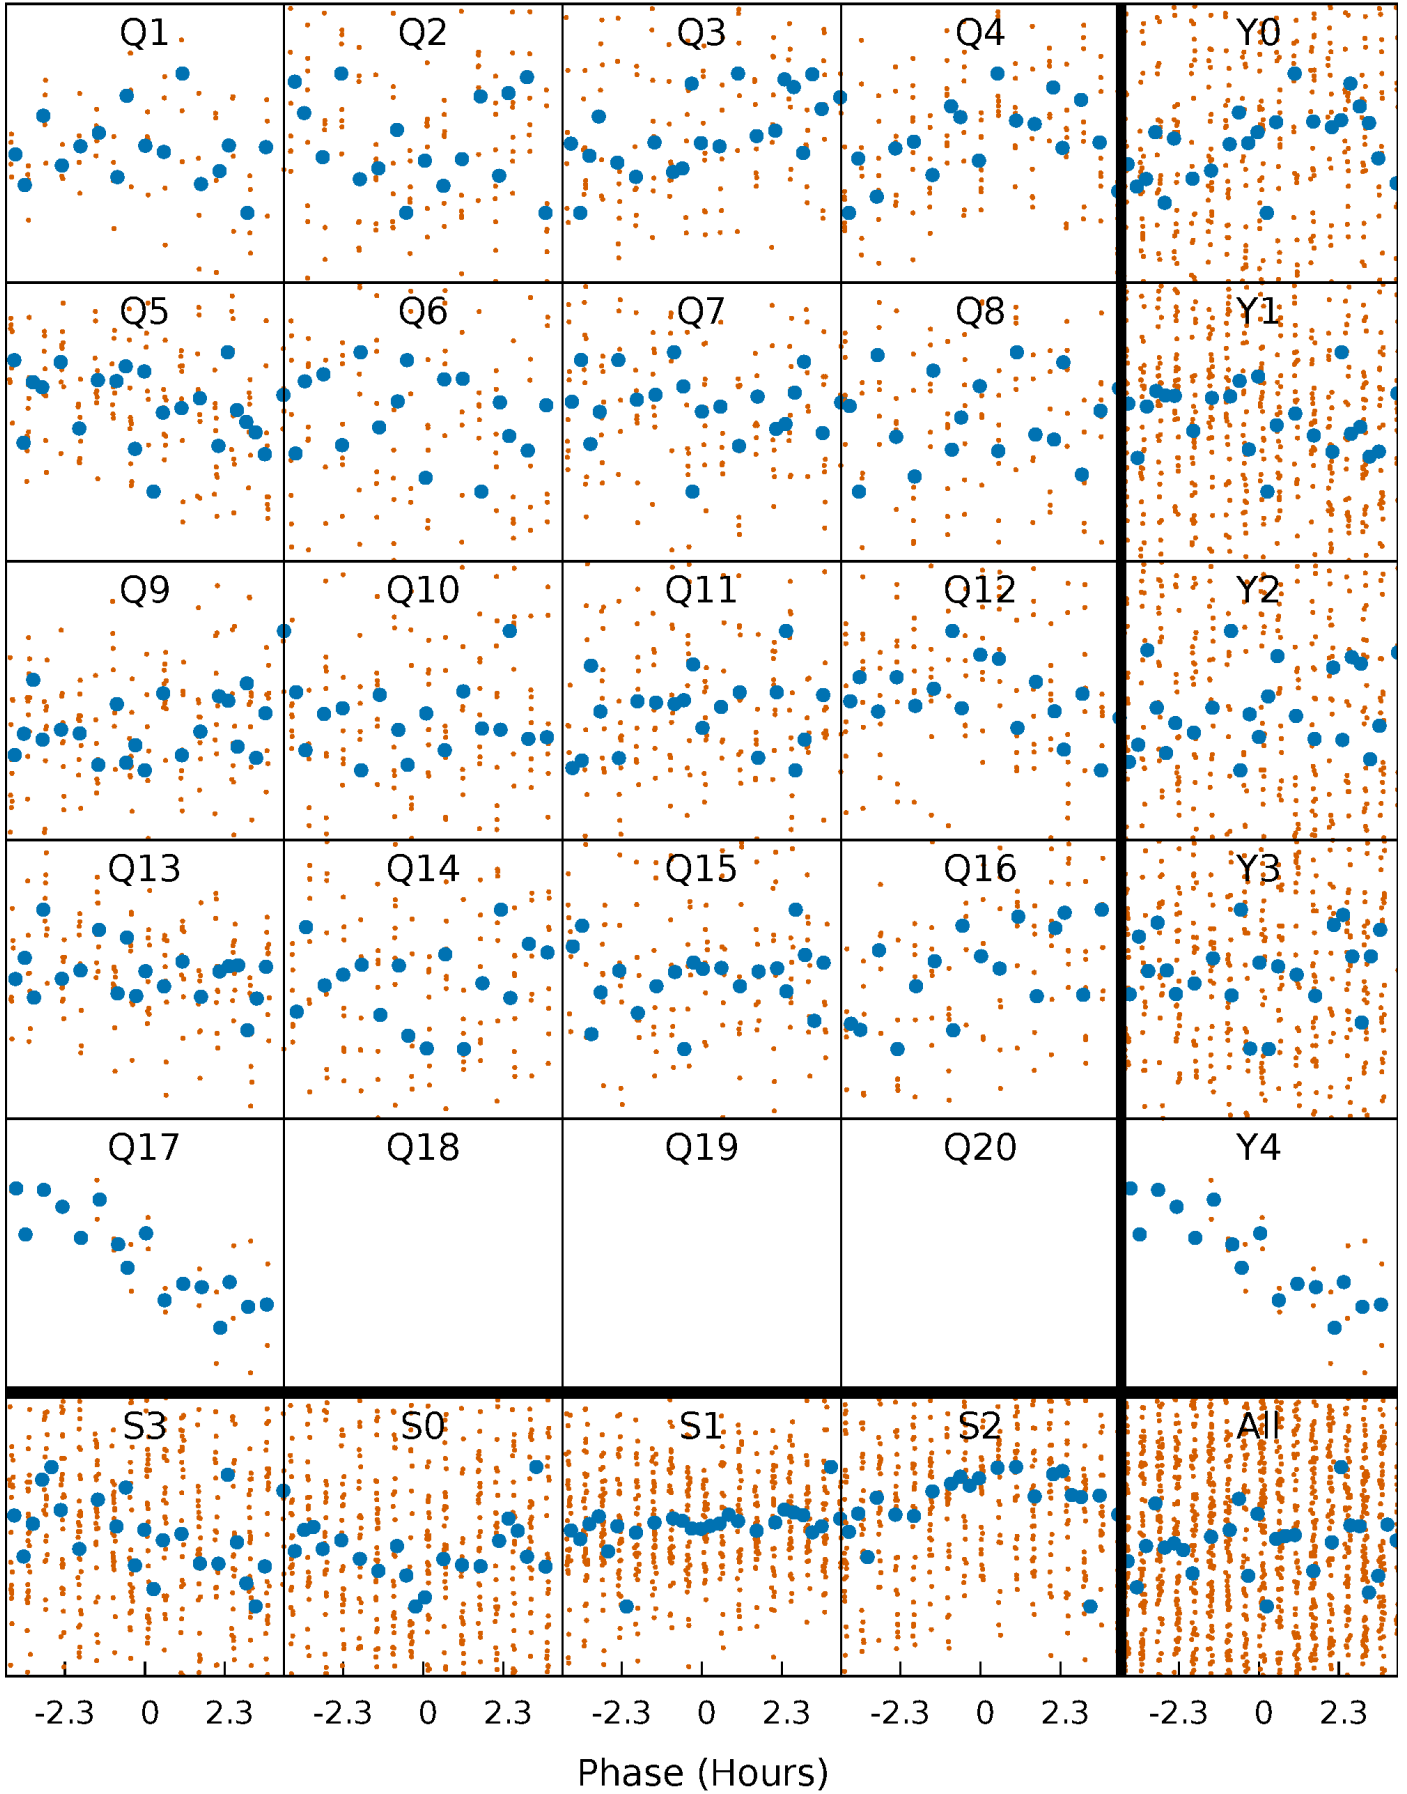 Q1 Q2 Q3 Q4 Y0
Q5 Q6 Q7 Q8 Y1
Q9 Q10 Q11 Q12 Y2
Q13 Q14 Q15 Q16 Y3
Q17 Q18 Q19 Q20 Y4
S3 S0 S1 S2 All
-2.3 0 2.3 -2.3 0 2.3 -2.3 0 2.3 -2.3 0 2.3 -2.3 0 2.3
Phase (Hours)